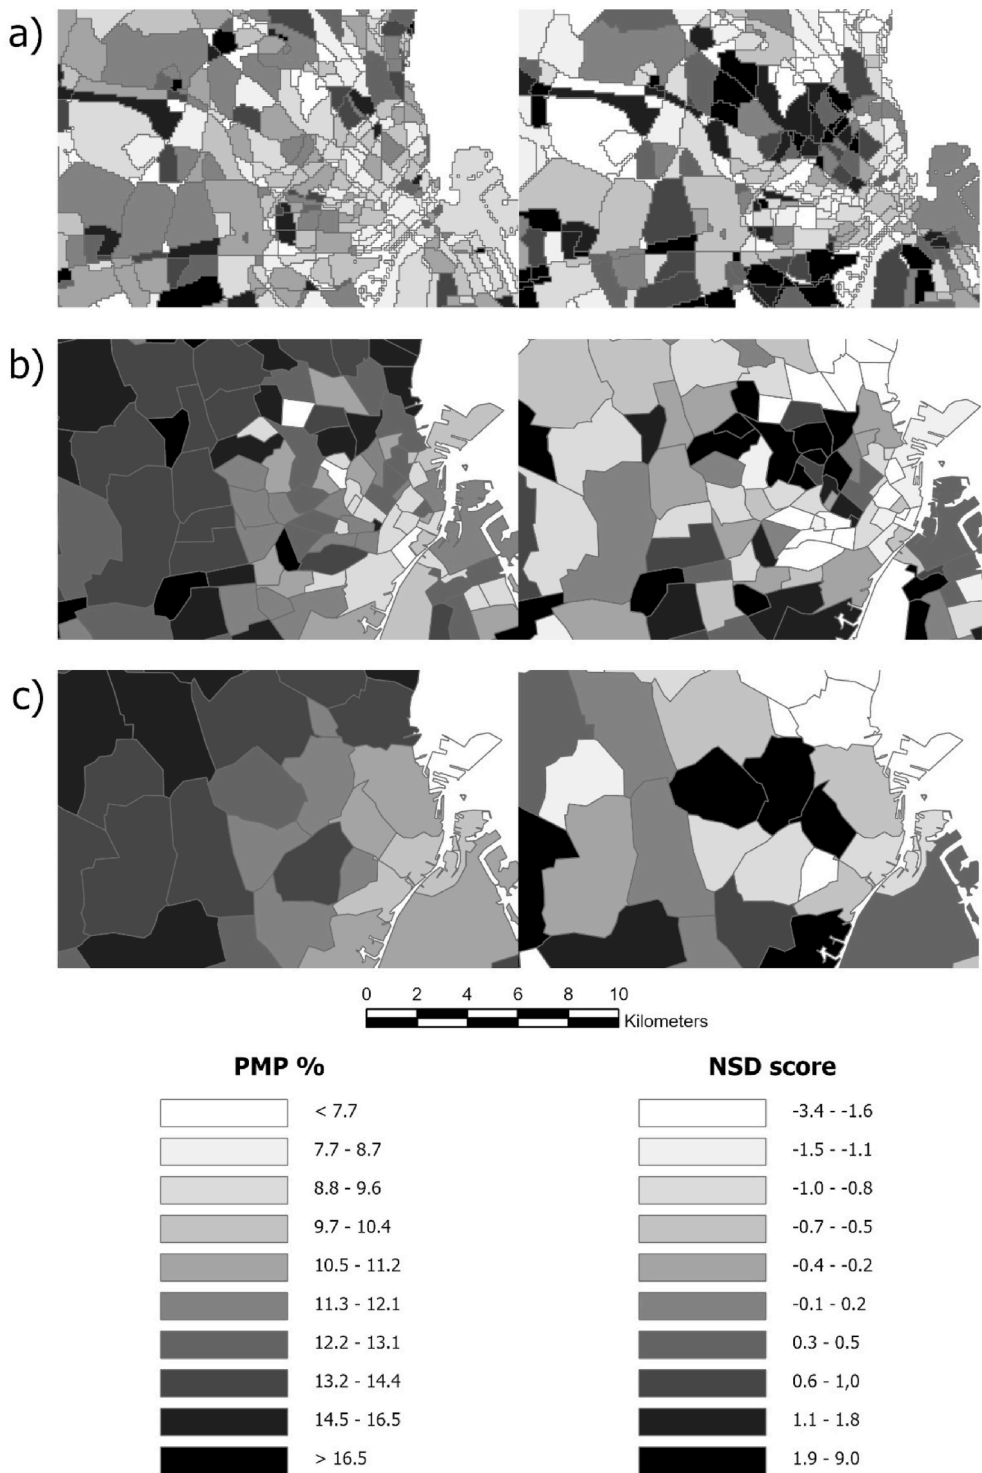 a)
b)
c)
0 2 4 6 8 10
Kilometers
PMP %
< 7.7
7.7 - 8.7
8.8 - 9.6
9.7 - 10.4
10.5 - 11.2
11.3 - 12.1
12.2 - 13.1
13.2 - 14.4
14.5 - 16.5
> 16.5
NSD score
-3.4 - -1.6
-1.5 - -1.1
-1.0 - -0.8
-0.7 - -0.5
-0.4 - -0.2
-0.1 - 0.2
0.3 - 0.5
0.6 - 1,0
1.1 - 1.8
1.9 - 9.0